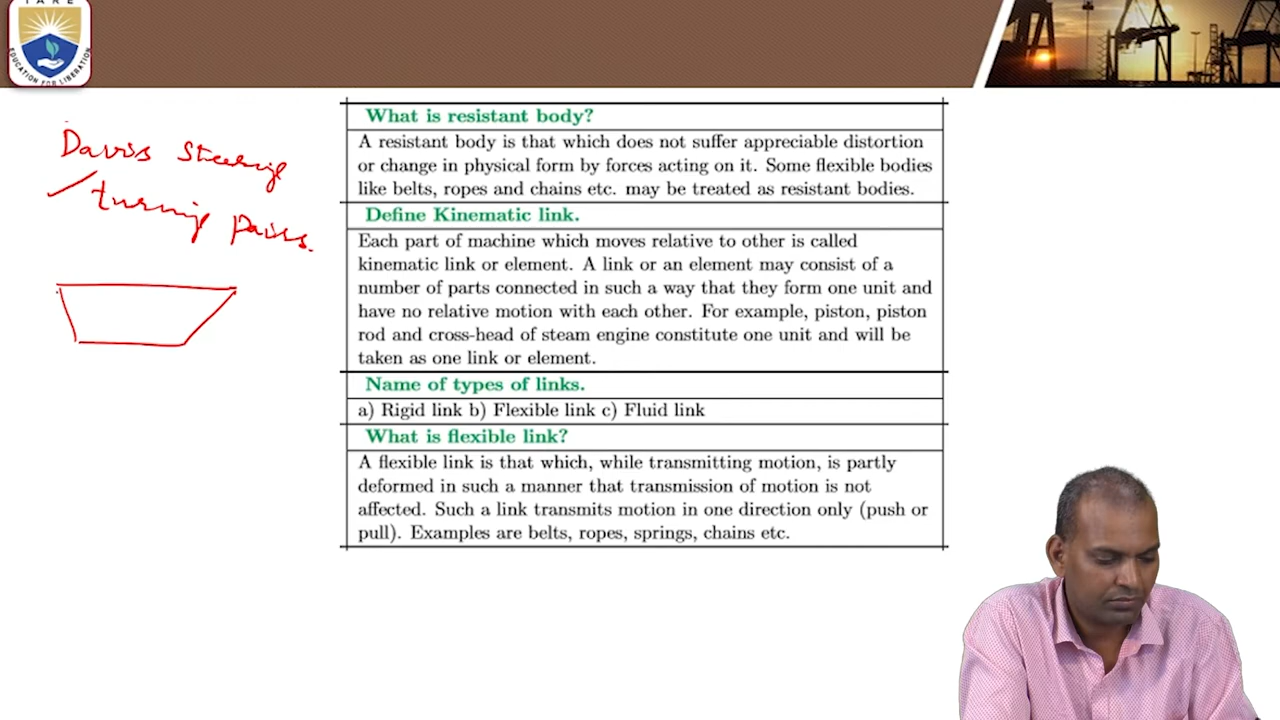 TARE
EDUCATION FOR LIBERATION
Davis Steering
turning pairs.
What is resistant body?
A resistant body is that which does not suffer appreciable distortion
or change in physical form by forces acting on it. Some flexible bodies
like belts, ropes and chains etc. may be treated as resistant bodies.
Define Kinematic link.
Each part of machine which moves relative to other is called
kinematic link or element. A link or an element may consist of a
number of parts connected in such a way that they form one unit and
have no relative motion with each other. For example, piston, piston
rod and cross-head of steam engine constitute one unit and will be
taken as one link or element.
Name of types of links.
a) Rigid link b) Flexible link c) Fluid link
What is flexible link?
A flexible link is that which, while transmitting motion, is partly
deformed in such a manner that transmission of motion is not
affected. Such a link transmits motion in one direction only (push or
pull). Examples are belts, ropes, springs, chains etc.